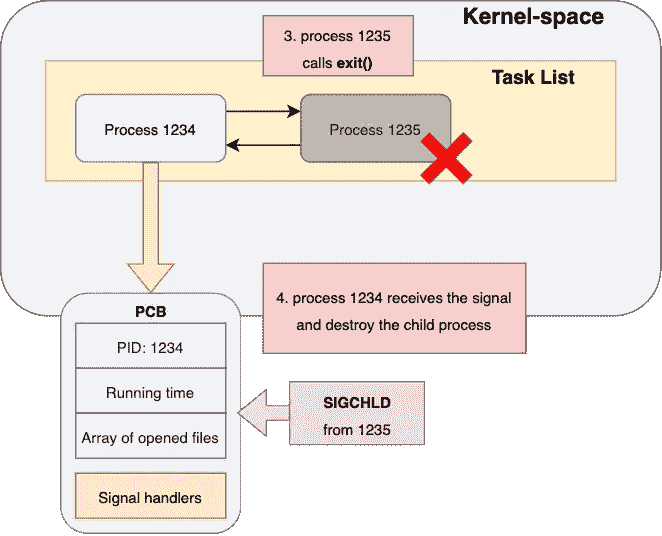 Kernel-space
3. process 1235
calls exit()
Task List
Process 1234
Process 1235
4. process 1234 receives the signal
and destroy the child process
PCB
PID: 1234
Running time
Array of opened files
Signal handlers
SIGCHLD
from 1235